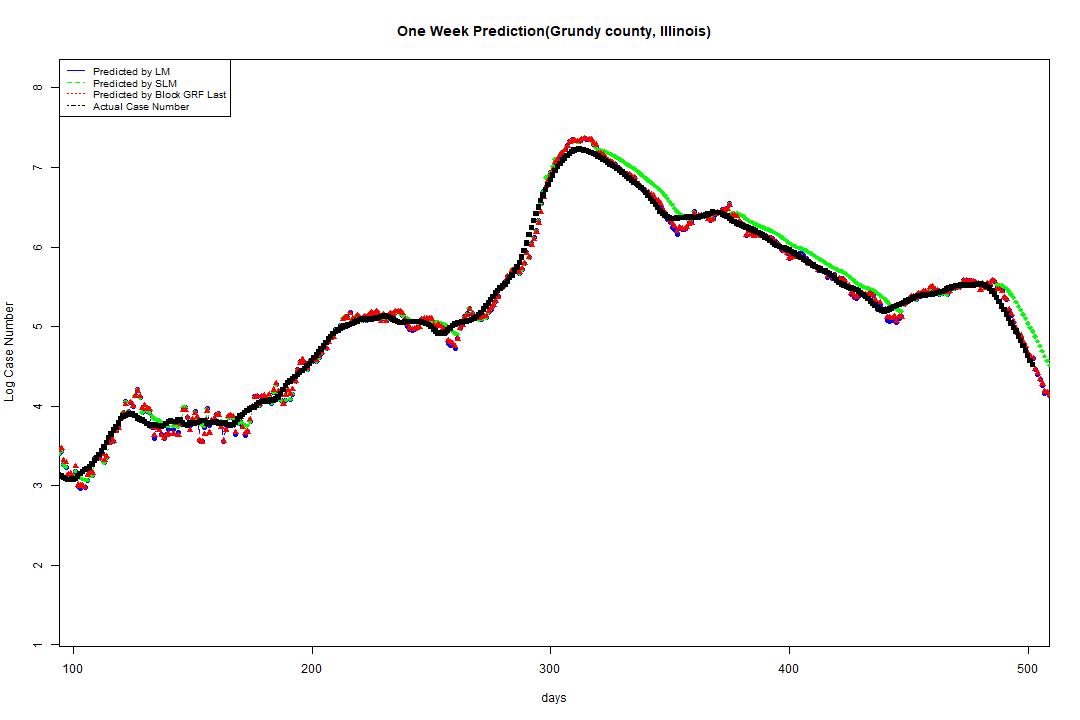 One Week Prediction(Grundy county, Illinois)
Predicted by LM
Predicted by SLM
Predicted by Block GRF Last
Actual Case Number
8
7
6
5
4
3
2
1
Log Case Number
100 200 300 400 500
days